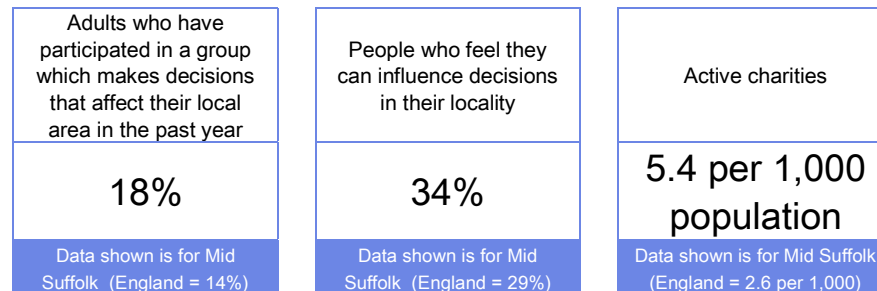 Adults who have
participated in a group
which makes decisions
that affect their local
area in the past year
18%
Data shown is for Mid
Suffolk (England = 14%)
People who feel they
can influence decisions
in their locality
34%
Data shown is for Mid
Suffolk (England = 29%)
Active charities
5.4 per 1,000
population
Data shown is for Mid Suffolk
(England = 2.6 per 1,000)